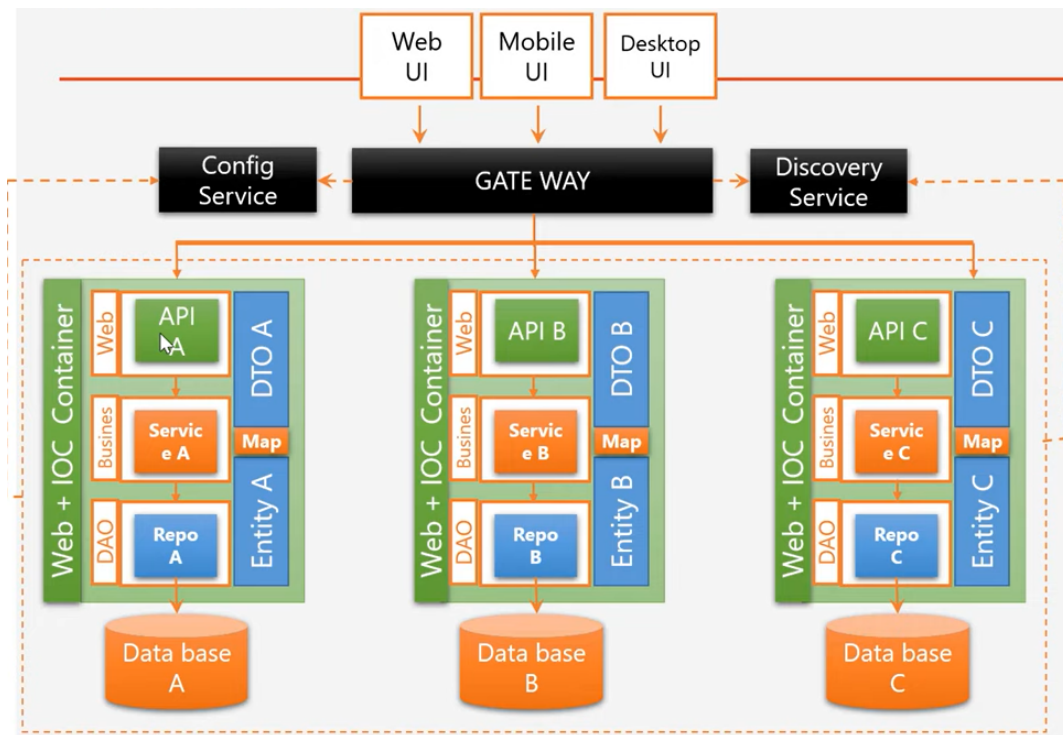 Web
UI
Mobile
UI
Desktop
UI
Config
Service
GATE WAY
Discovery
Service
Web + IOC Container
Web
API
A
DTO A
Busines
Servic
e A
Map
DAO
Repo
A
Entity A
Data base
A
Web + IOC Container
Web
API B
DTO B
Busines
Servic
e B
Map
DAO
Repo
B
Entity B
Data base
B
Web + IOC Container
Web
API C
DTO C
Busines
Servic
e C
Map
DAO
Repo
C
Entity C
Data base
C